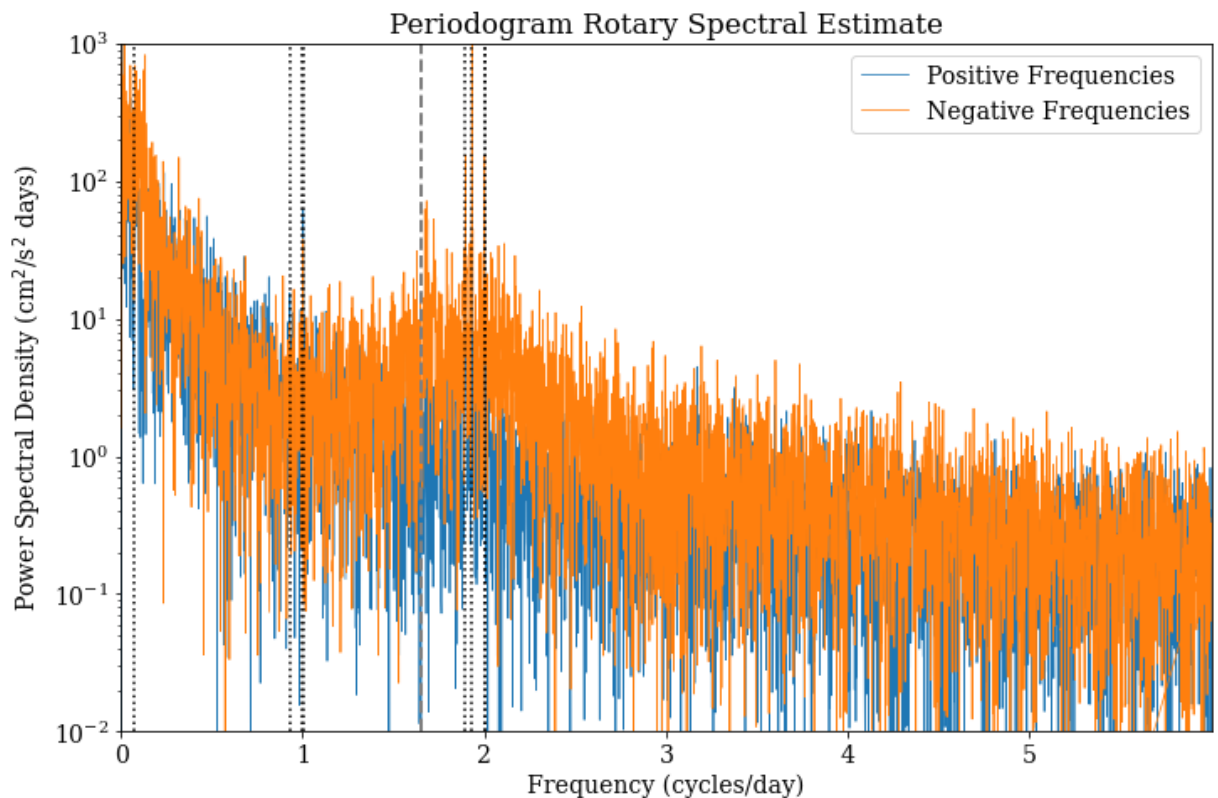 Periodogram Rotary Spectral Estimate
Positive Frequencies
Negative Frequencies
Power Spectral Density (cm²/s² days)
10³
10²
10¹
10⁰
10⁻¹
10⁻²
0 1 2 3 4 5
Frequency (cycles/day)